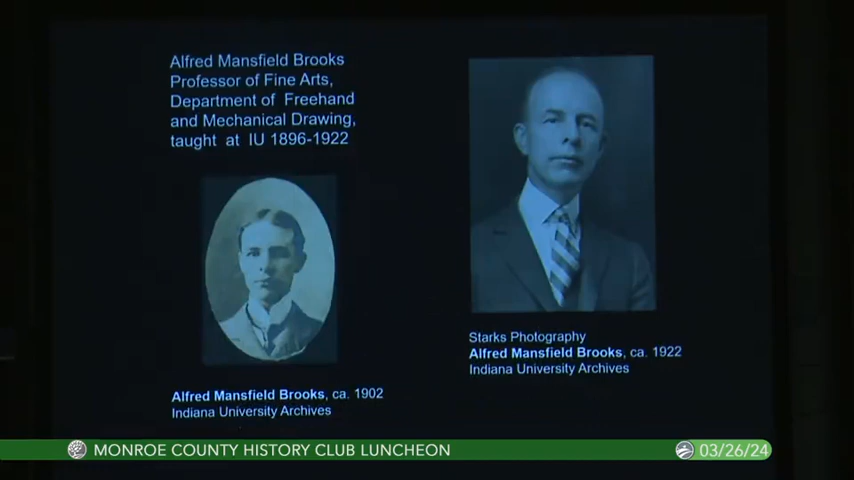 Alfred Mansfield Brooks
Professor of Fine Arts,
Department of Freehand
and Mechanical Drawing,
taught at IU 1896-1922
Alfred Mansfield Brooks, ca. 1902
Indiana University Archives
Starks Photography
Alfred Mansfield Brooks, ca. 1922
Indiana University Archives
MONROE COUNTY HISTORY CLUB LUNCHEON
03/26/24